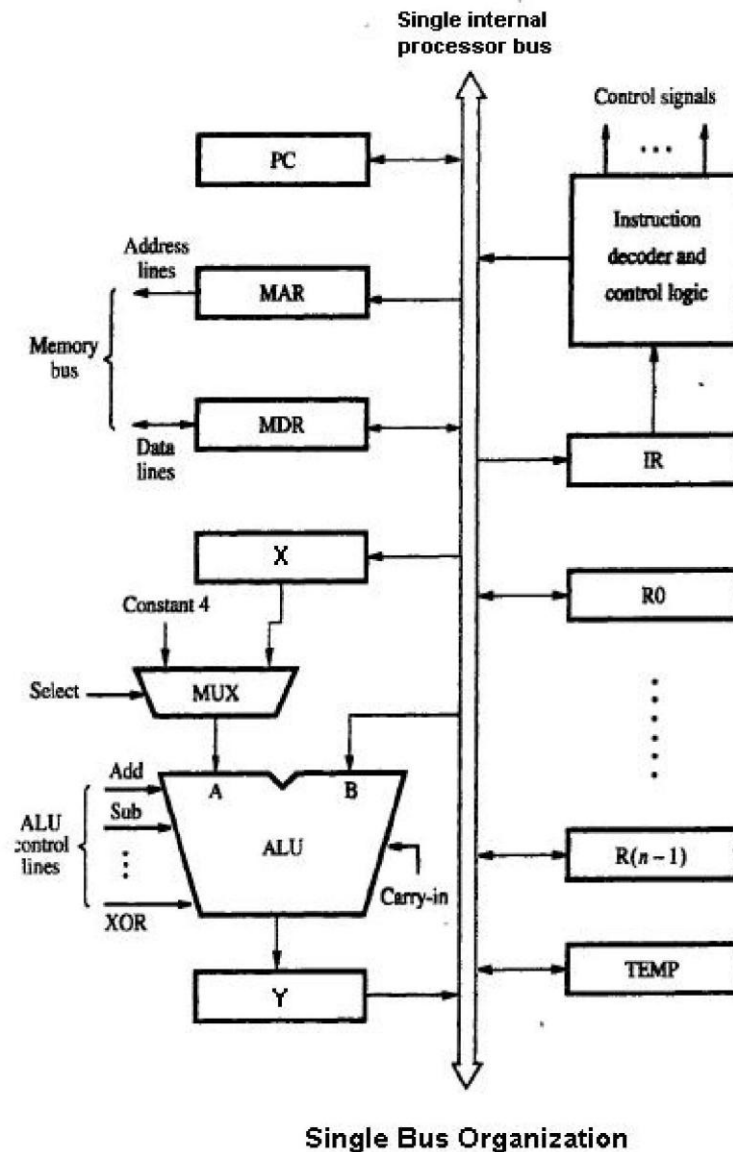 Single internal
processor bus
Control signals
...
PC
Instruction
decoder and
control logic
Address
lines
MAR
Memory
bus
MDR
Data
lines
IR
X
Constant 4
R0
Select
MUX
Add
A
B
Sub
ALU
control
lines
ALU
R(n − 1)
Carry-in
XOR
TEMP
Y
Single Bus Organization